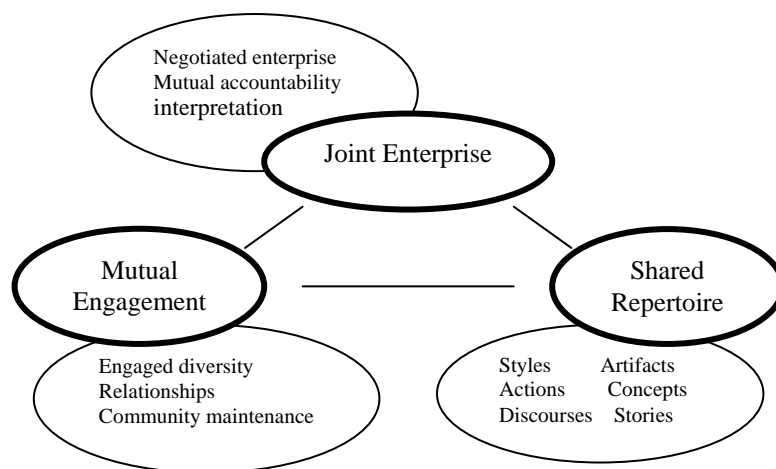 Negotiated enterprise
Mutual accountability
interpretation
Joint Enterprise
Mutual
Engagement
Shared
Repertoire
Engaged diversity
Relationships
Community maintenance
Styles Artifacts
Actions Concepts
Discourses Stories